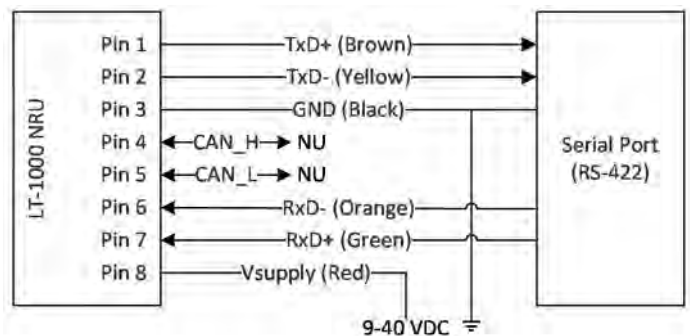 LT-1000 NRU
Pin 1 TxD+ (Brown)
Pin 2 TxD- (Yellow)
Pin 3 GND (Black)
Pin 4 CAN_H NU
Pin 5 CAN_L NU
Pin 6 RxD- (Orange)
Pin 7 RxD+ (Green)
Pin 8 Vsupply (Red)
9-40 VDC
Serial Port
(RS-422)